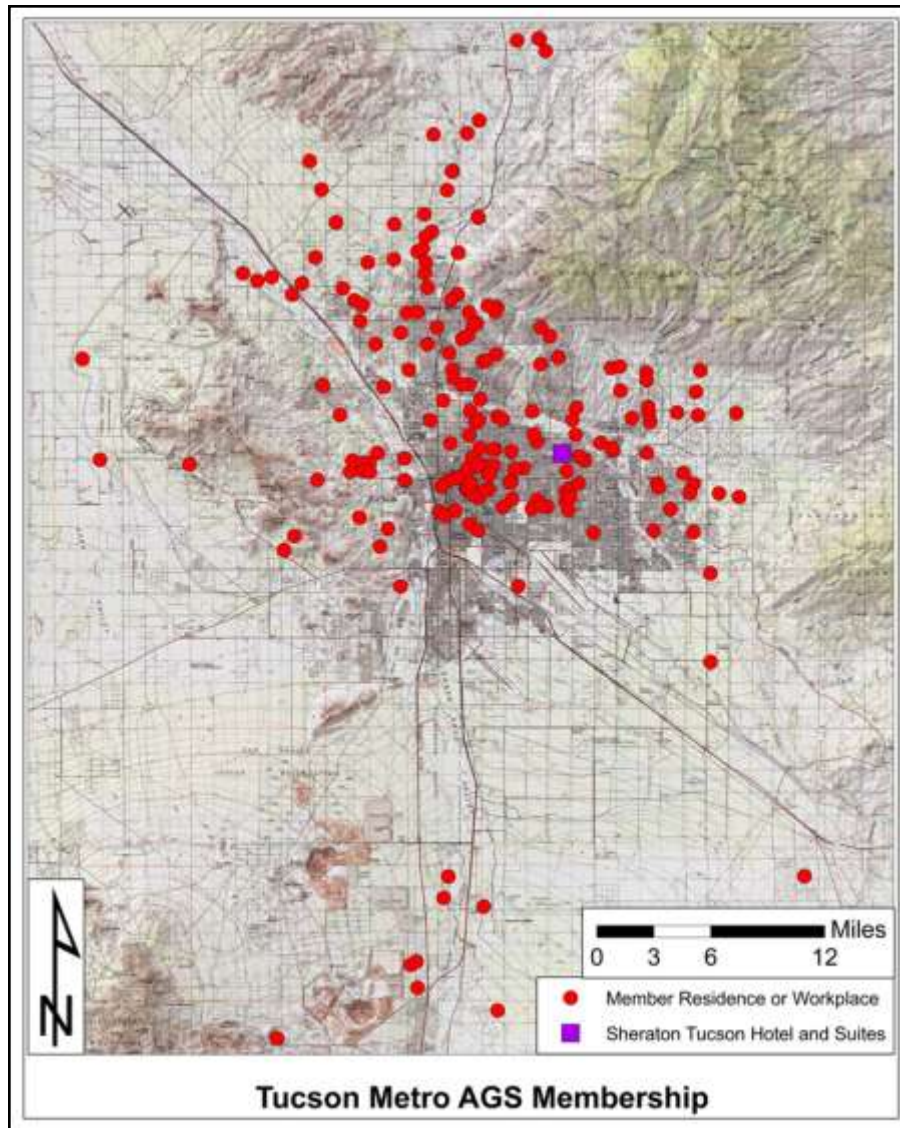 Miles
0 3 6 12
Member Residence or Workplace
Sheraton Tucson Hotel and Suites
N
Tucson Metro AGS Membership